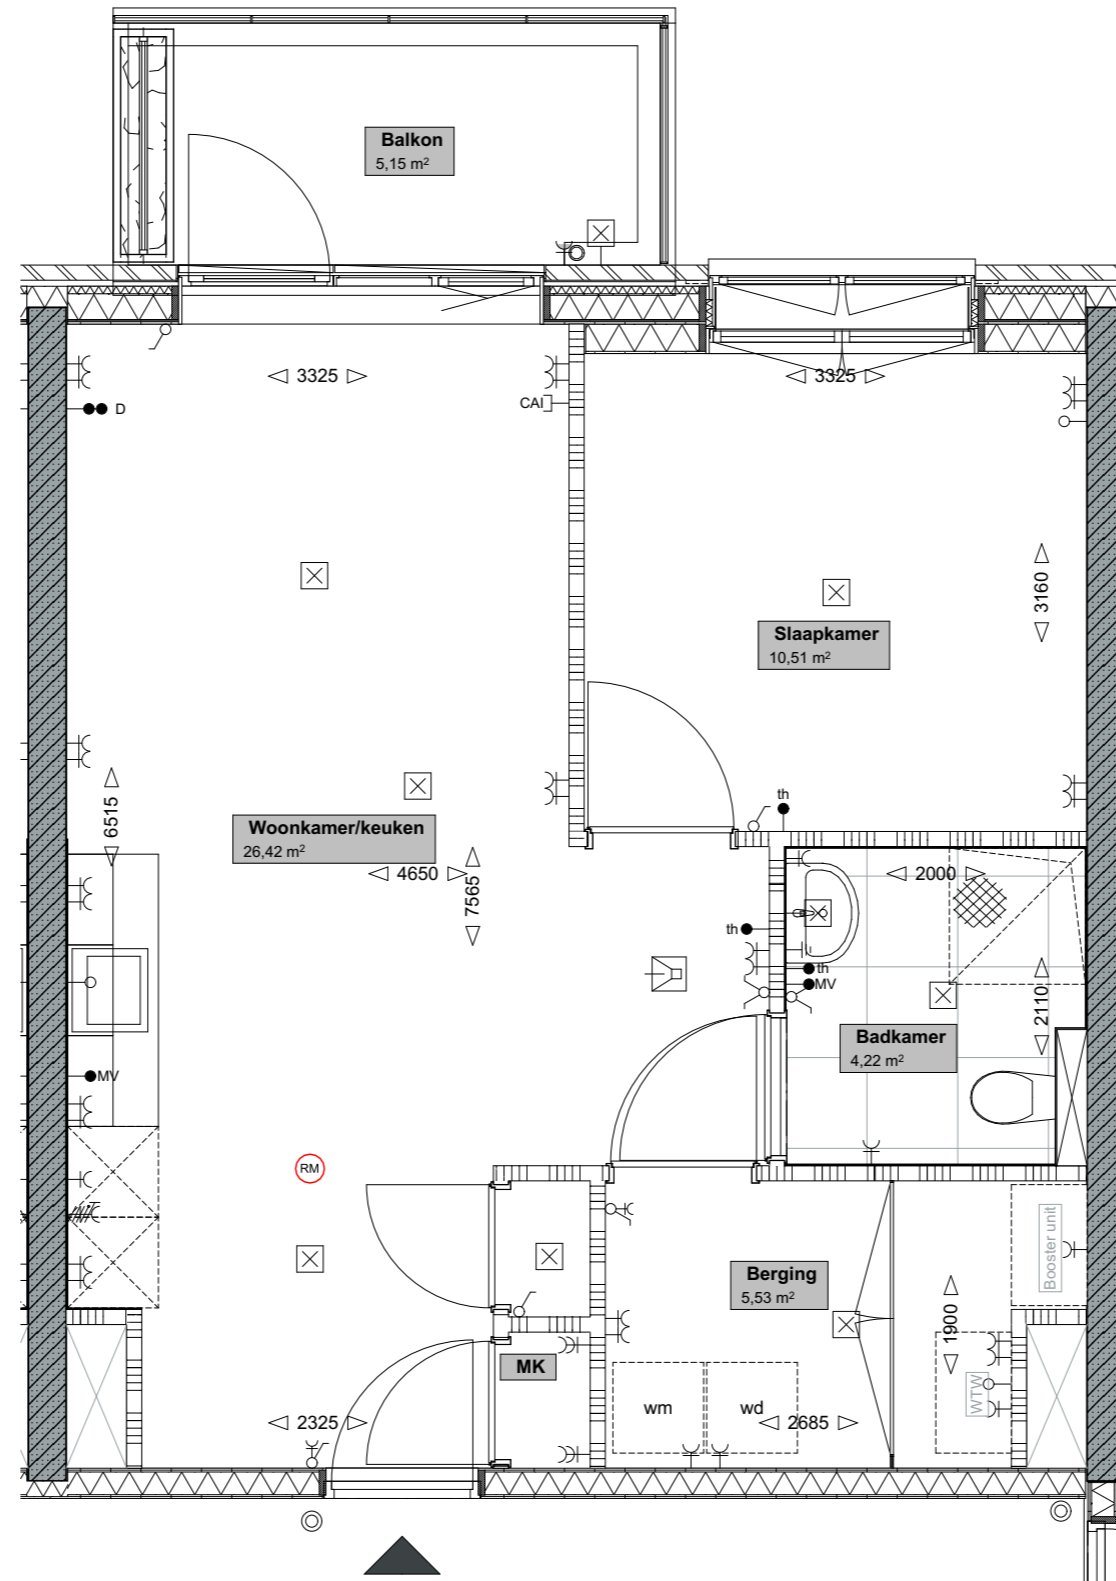 Balkon
5,15 m²
3325
3325
CAI
D
3160
Slaapkamer
10,51 m²
th
6515
Woonkamer/keuken
26,42 m²
4650
7565
2000
th
th
MV
2110
Badkamer
4,22 m²
MV
RM
Booster unit
Berging
5,53 m²
1900
MK
WTW
wm
wd
2325
2685